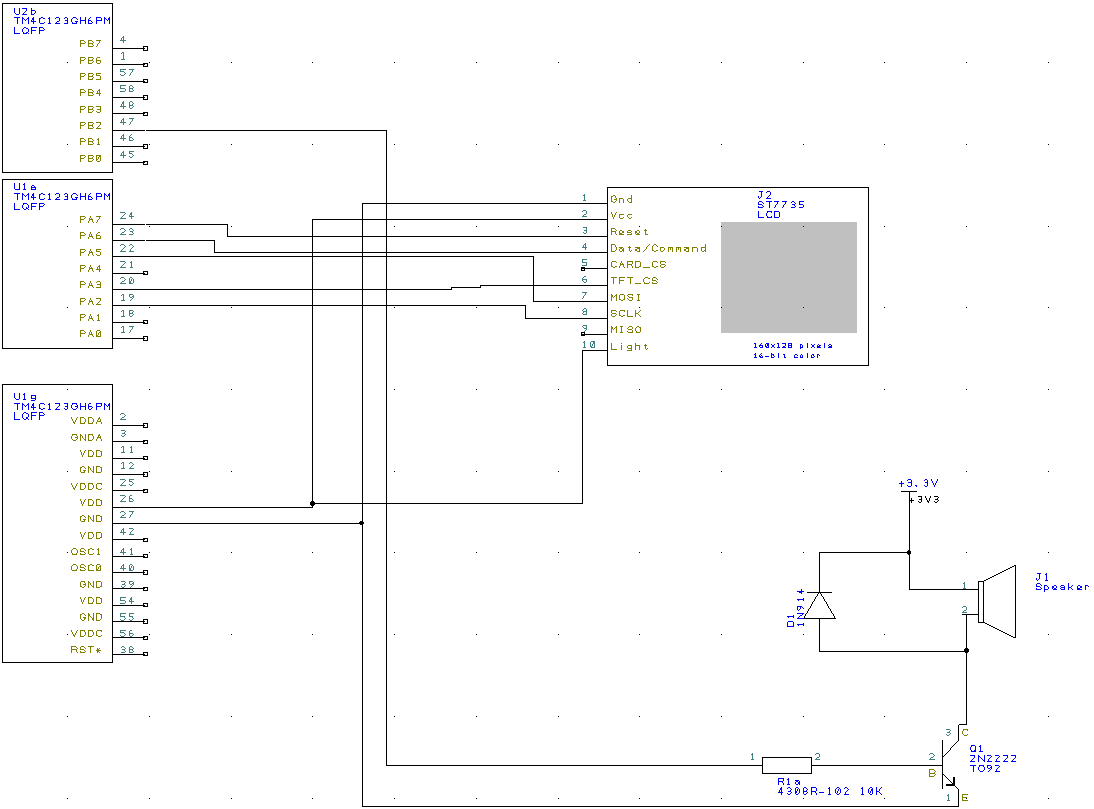 U2b
TM4C123GH6PM
LQFP
PB7 4
PB6 1
PB5 57
PB4 58
PB3 48
PB2 47
PB1 46
PB0 45
U1a
TM4C123GH6PM
LQFP
PA7 24
PA6 23
PA5 22
PA4 21
PA3 20
PA2 19
PA1 18
PA0 17
J2
ST7735
LCD
1 Gnd
2 Vcc
3 Reset
4 Data/Command
5 CARD_CS
6 TFT_CS
7 MOSI
8 SCLK
9 MISO
10 Light
160x128 pixels
16-bit color
U1g
TM4C123GH6PM
LQFP
VDDA 2
GNDA 3
VDD 11
GND 12
VDDC 25
VDD 26
GND 27
VDD 42
OSC1 41
OSC0 40
GND 39
VDD 54
GND 55
VDDC 56
RST* 38
+3.3V
+3V3
D1
1N914
1
2
J1
Speaker
1 2
R1a
4308R-102 10K
3 C
2
B
1 E
Q1
2N2222
TO92